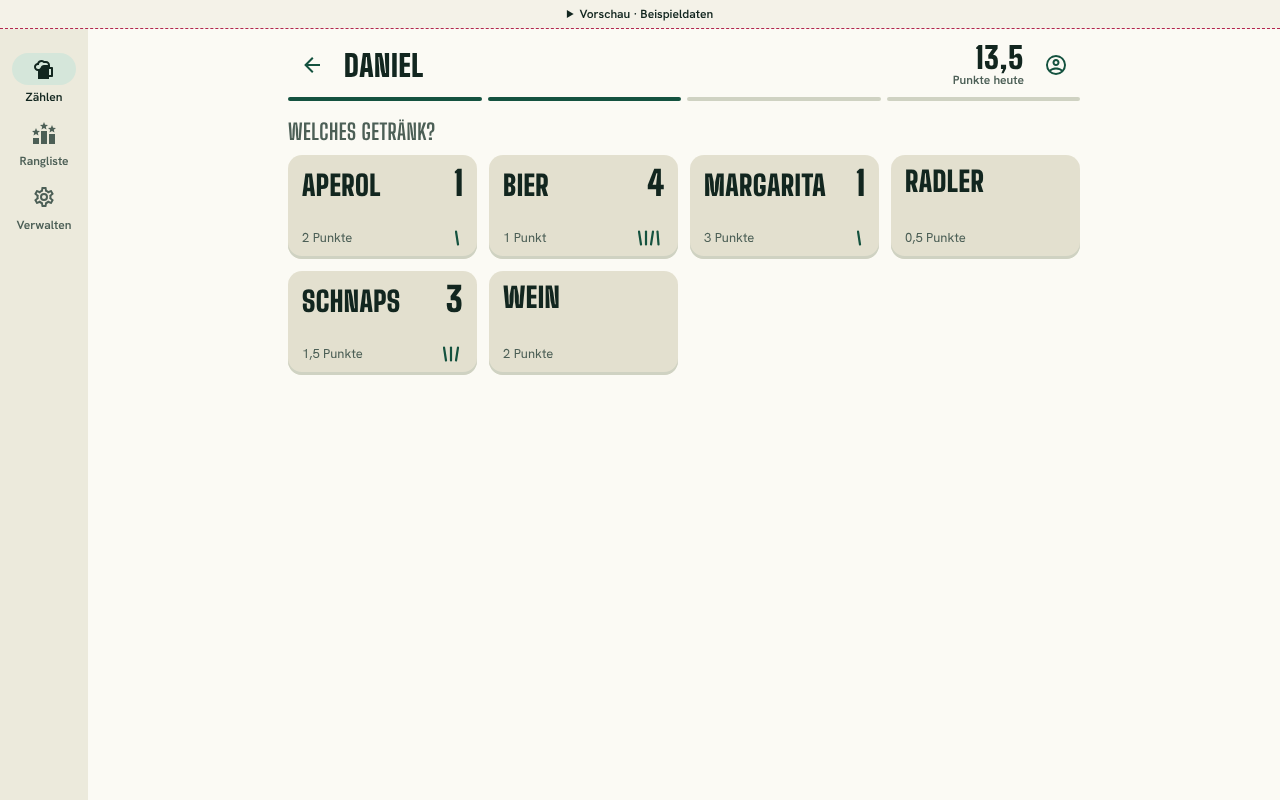 Vorschau · Beispieldaten
Zählen
Rangliste
Verwalten
DANIEL
13,5
Punkte heute
WELCHES GETRÄNK?
APEROL 1
2 Punkte
BIER 4
1 Punkt
MARGARITA 1
3 Punkte
RADLER
0,5 Punkte
SCHNAPS 3
1,5 Punkte
WEIN
2 Punkte